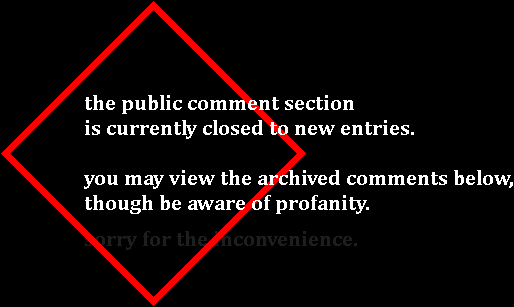 the public comment section
is currently closed to new entries.
you may view the archived comments below,
though be aware of profanity.
sorry for the inconvenience.